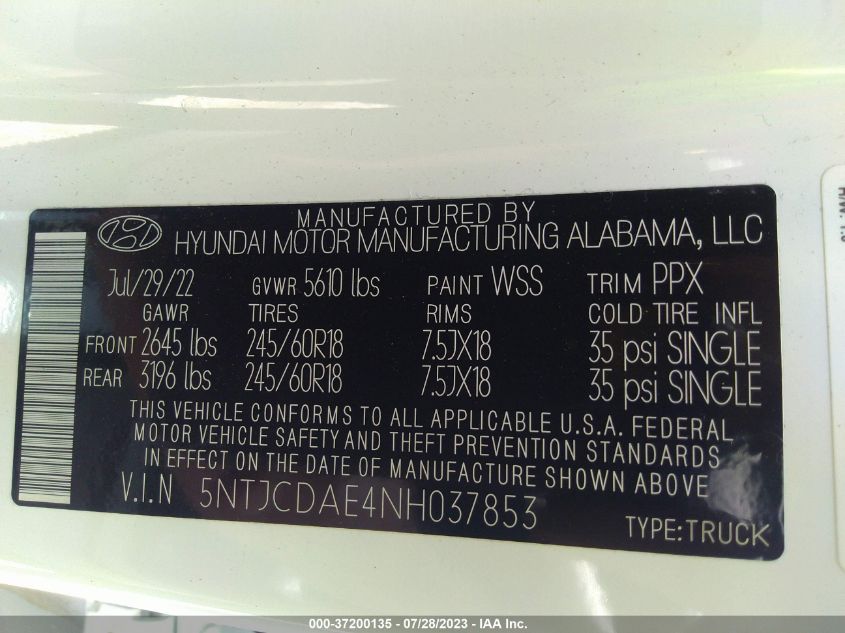 MANUFACTURED BY
HYUNDAI MOTOR MANUFACTURING ALABAMA, LLC
Jul/29/22 GVWR 5610 lbs PAINT WSS TRIM PPX
GAWR TIRES RIMS COLD TIRE INFL
FRONT 2645 lbs 245/60R18 7.5JX18 35 psi SINGLE
REAR 3196 lbs 245/60R18 7.5JX18 35 psi SINGLE
THIS VEHICLE CONFORMS TO ALL APPLICABLE U.S.A. FEDERAL
MOTOR VEHICLE SAFETY AND THEFT PREVENTION STANDARDS
IN EFFECT ON THE DATE OF MANUFACTURE SHOWN ABOVE
V.I.N 5NTJCDAE4NH037853
TYPE:TRUCK
000-37200135 - 07/28/2023 - IAA Inc.